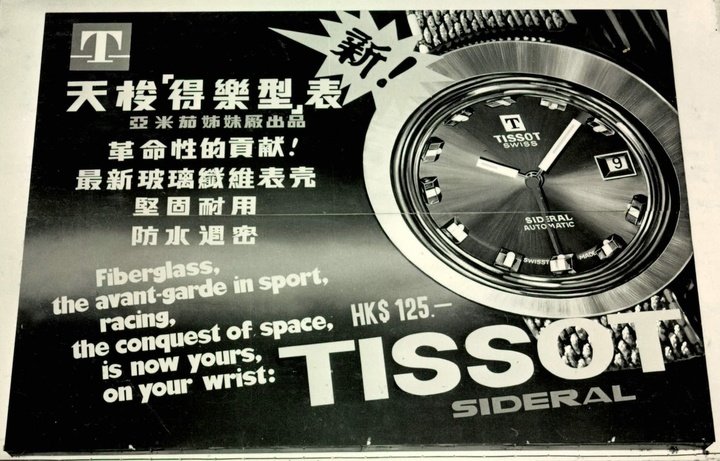 T
新!
天梭「得樂型」表
亞米茄姊妹廠出品
革命性的貢献!
最新玻璃纖維表壳
堅固耐用
防水週密
Fiberglass,
the avant-garde in sport,
racing,
the conquest of space,
is now yours,
on your wrist:
HK$ 125.—
TISSOT
SIDERAL
T
TISSOT
SWISS
9
SIDERAL
AUTOMATIC
SWISS T
MADE